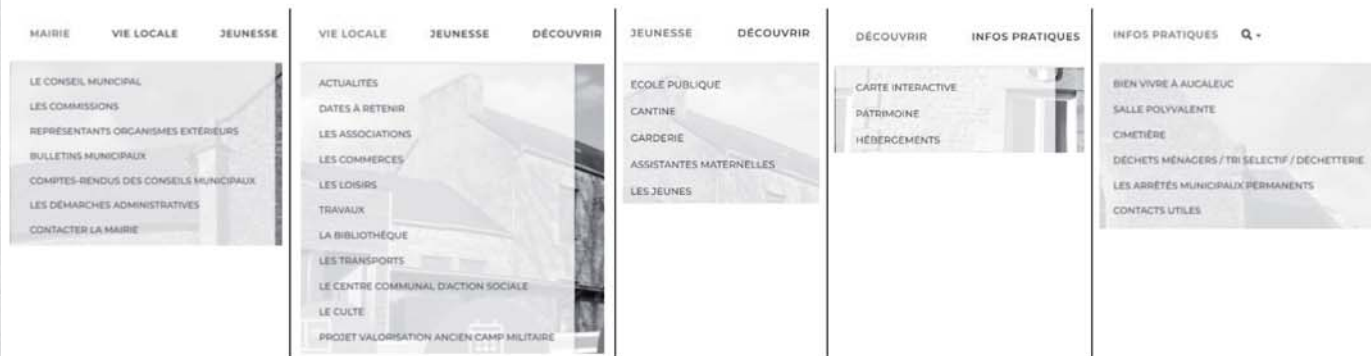 MAIRIE VIE LOCALE JEUNESSE
LE CONSEIL MUNICIPAL
LES COMMISSIONS
REPRÉSENTANTS ORGANISMES EXTÉRIEURS
BULLETINS MUNICIPAUX
COMPTES-RENDUS DES CONSEILS MUNICIPAUX
LES DÉMARCHES ADMINISTRATIVES
CONTACTER LA MAIRIE
VIE LOCALE JEUNESSE DÉCOUVRIR
ACTUALITÉS
DATES À RETENIR
LES ASSOCIATIONS
LES COMMERCES
LES LOISIRS
TRAVAUX
LA BIBLIOTHÈQUE
LES TRANSPORTS
LE CENTRE COMMUNAL D'ACTION SOCIALE
LE CULTE
PROJET VALORISATION ANCIEN CAMP MILITAIRE
JEUNESSE DÉCOUVRIR
ECOLE PUBLIQUE
CANTINE
GARDERIE
ASSISTANTES MATERNELLES
LES JEUNES
DÉCOUVRIR INFOS PRATIQUES
CARTE INTERACTIVE
PATRIMOINE
HÉBERGEMENTS
INFOS PRATIQUES
BIEN VIVRE À AUCALEUC
SALLE POLYVALENTE
CIMETIÈRE
DÉCHETS MÉNAGERS / TRI SÉLECTIF / DÉCHETTERIE
LES ARRÊTÉS MUNICIPAUX PERMANENTS
CONTACTS UTILES